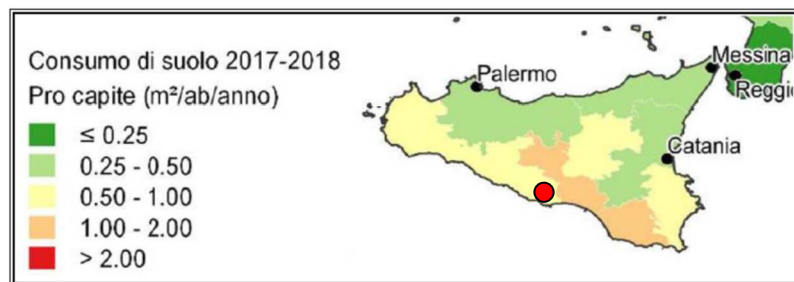 Consumo di suolo 2017-2018
Pro capite (m²/ab/anno)
≤ 0.25
0.25 - 0.50
0.50 - 1.00
1.00 - 2.00
> 2.00
Palermo
Messina
Reggio
Catania